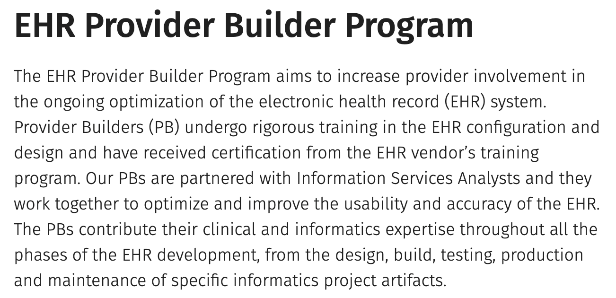 EHR Provider Builder Program
The EHR Provider Builder Program aims to increase provider involvement in
the ongoing optimization of the electronic health record (EHR) system.
Provider Builders (PB) undergo rigorous training in the EHR configuration and
design and have received certification from the EHR vendor’s training
program. Our PBs are partnered with Information Services Analysts and they
work together to optimize and improve the usability and accuracy of the EHR.
The PBs contribute their clinical and informatics expertise throughout all the
phases of the EHR development, from the design, build, testing, production
and maintenance of specific informatics project artifacts.